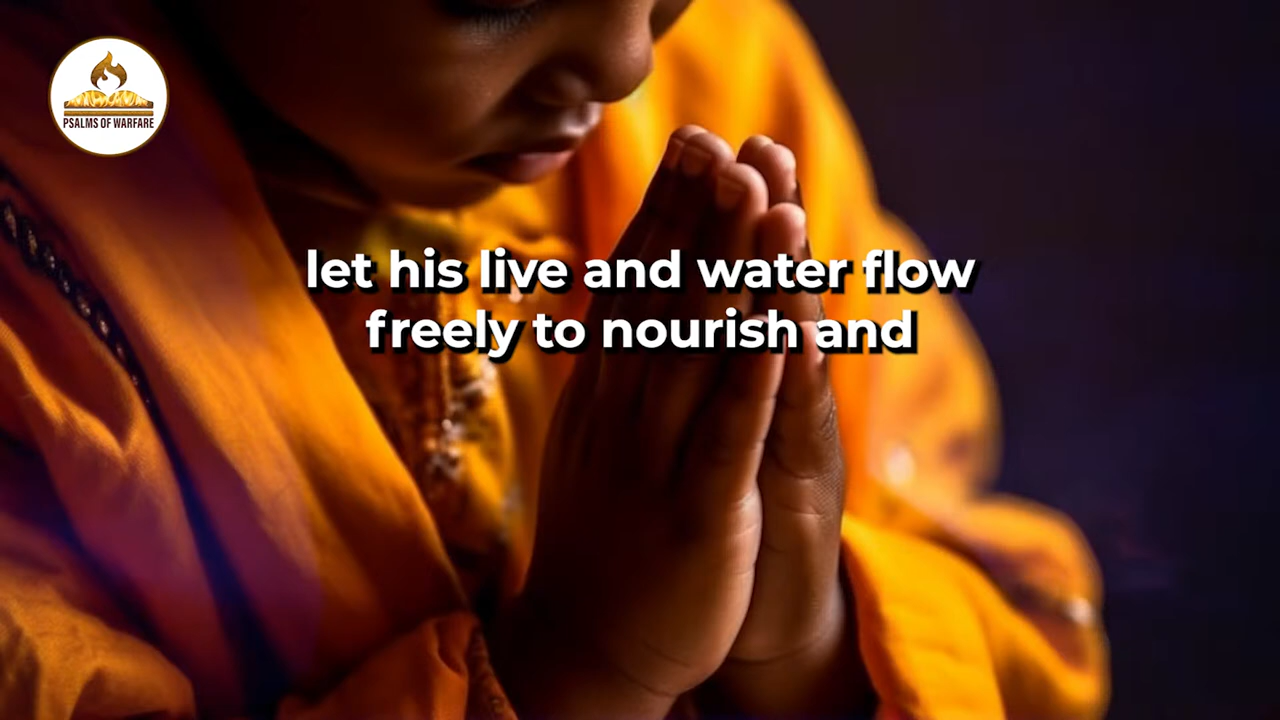 PSALMS OF WARFARE
let his live and water flow
freely to nourish and